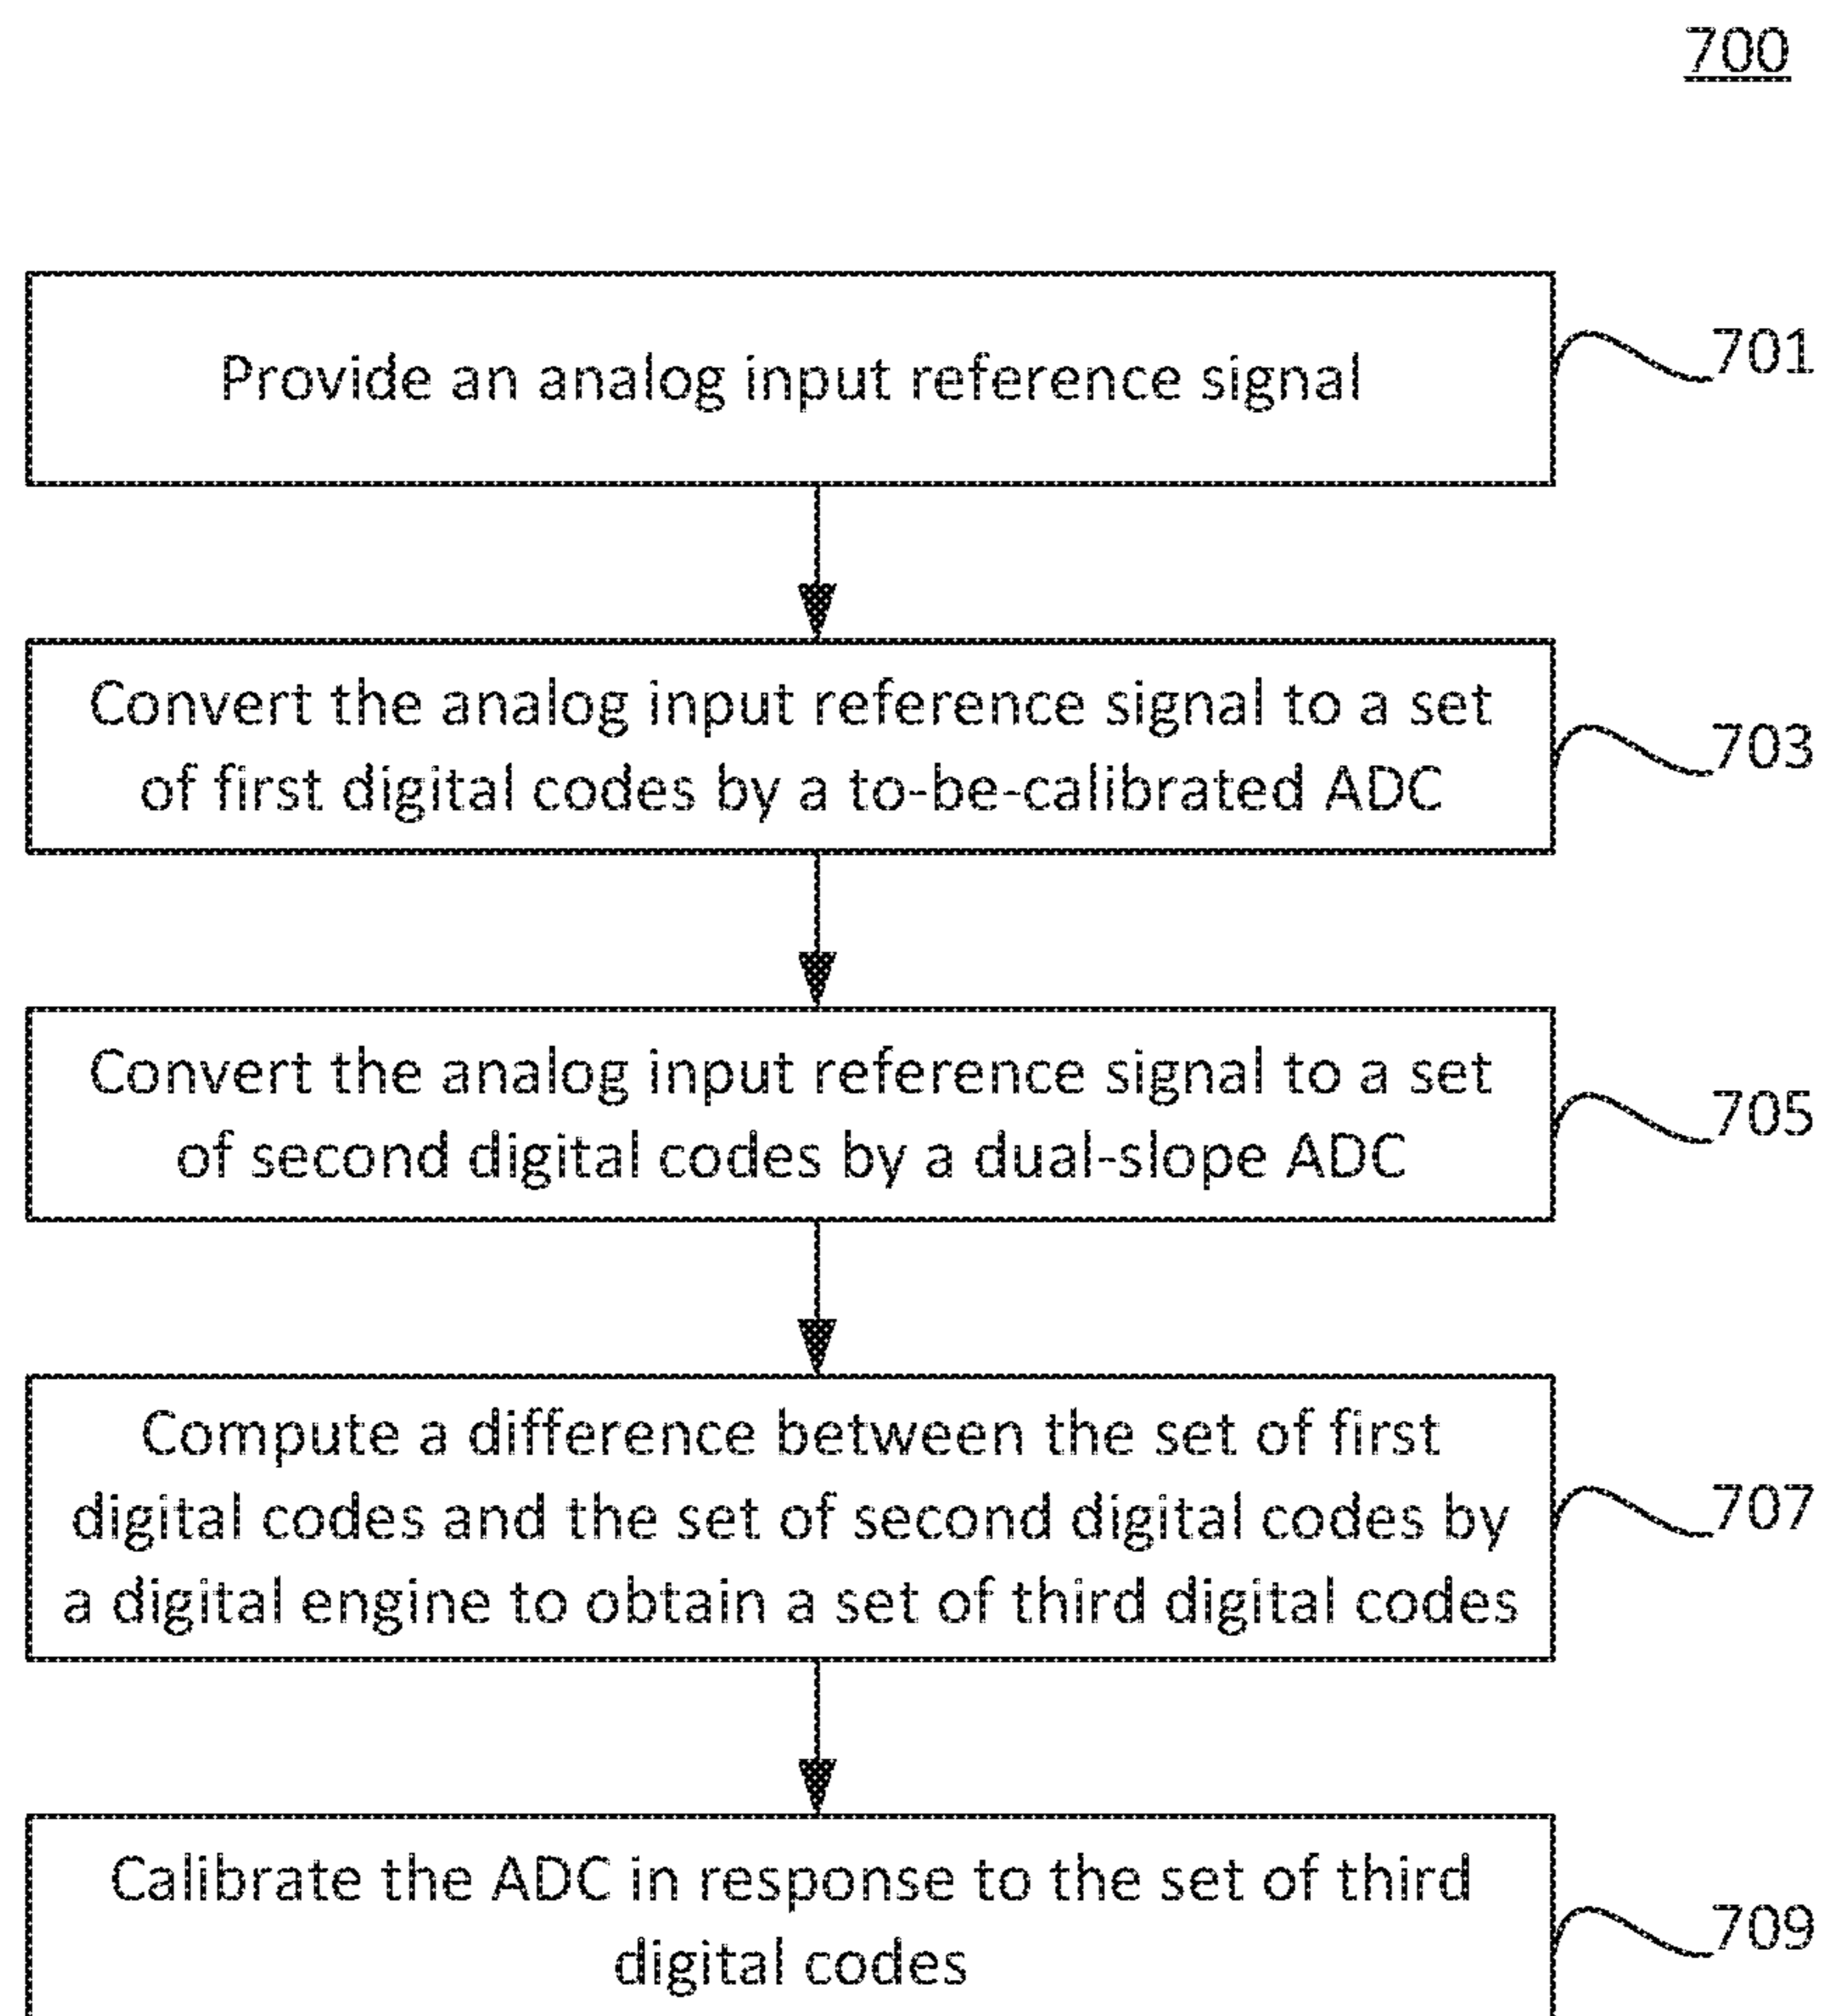 700
Provide an analog input reference signal
701
Convert the analog input reference signal to a set
of first digital codes by a to-be-calibrated ADC
703
Convert the analog input reference signal to a set
of second digital codes by a dual-slope ADC
705
Compute a difference between the set of first
digital codes and the set of second digital codes by
a digital engine to obtain a set of third digital codes
707
Calibrate the ADC in response to the set of third
digital codes
709